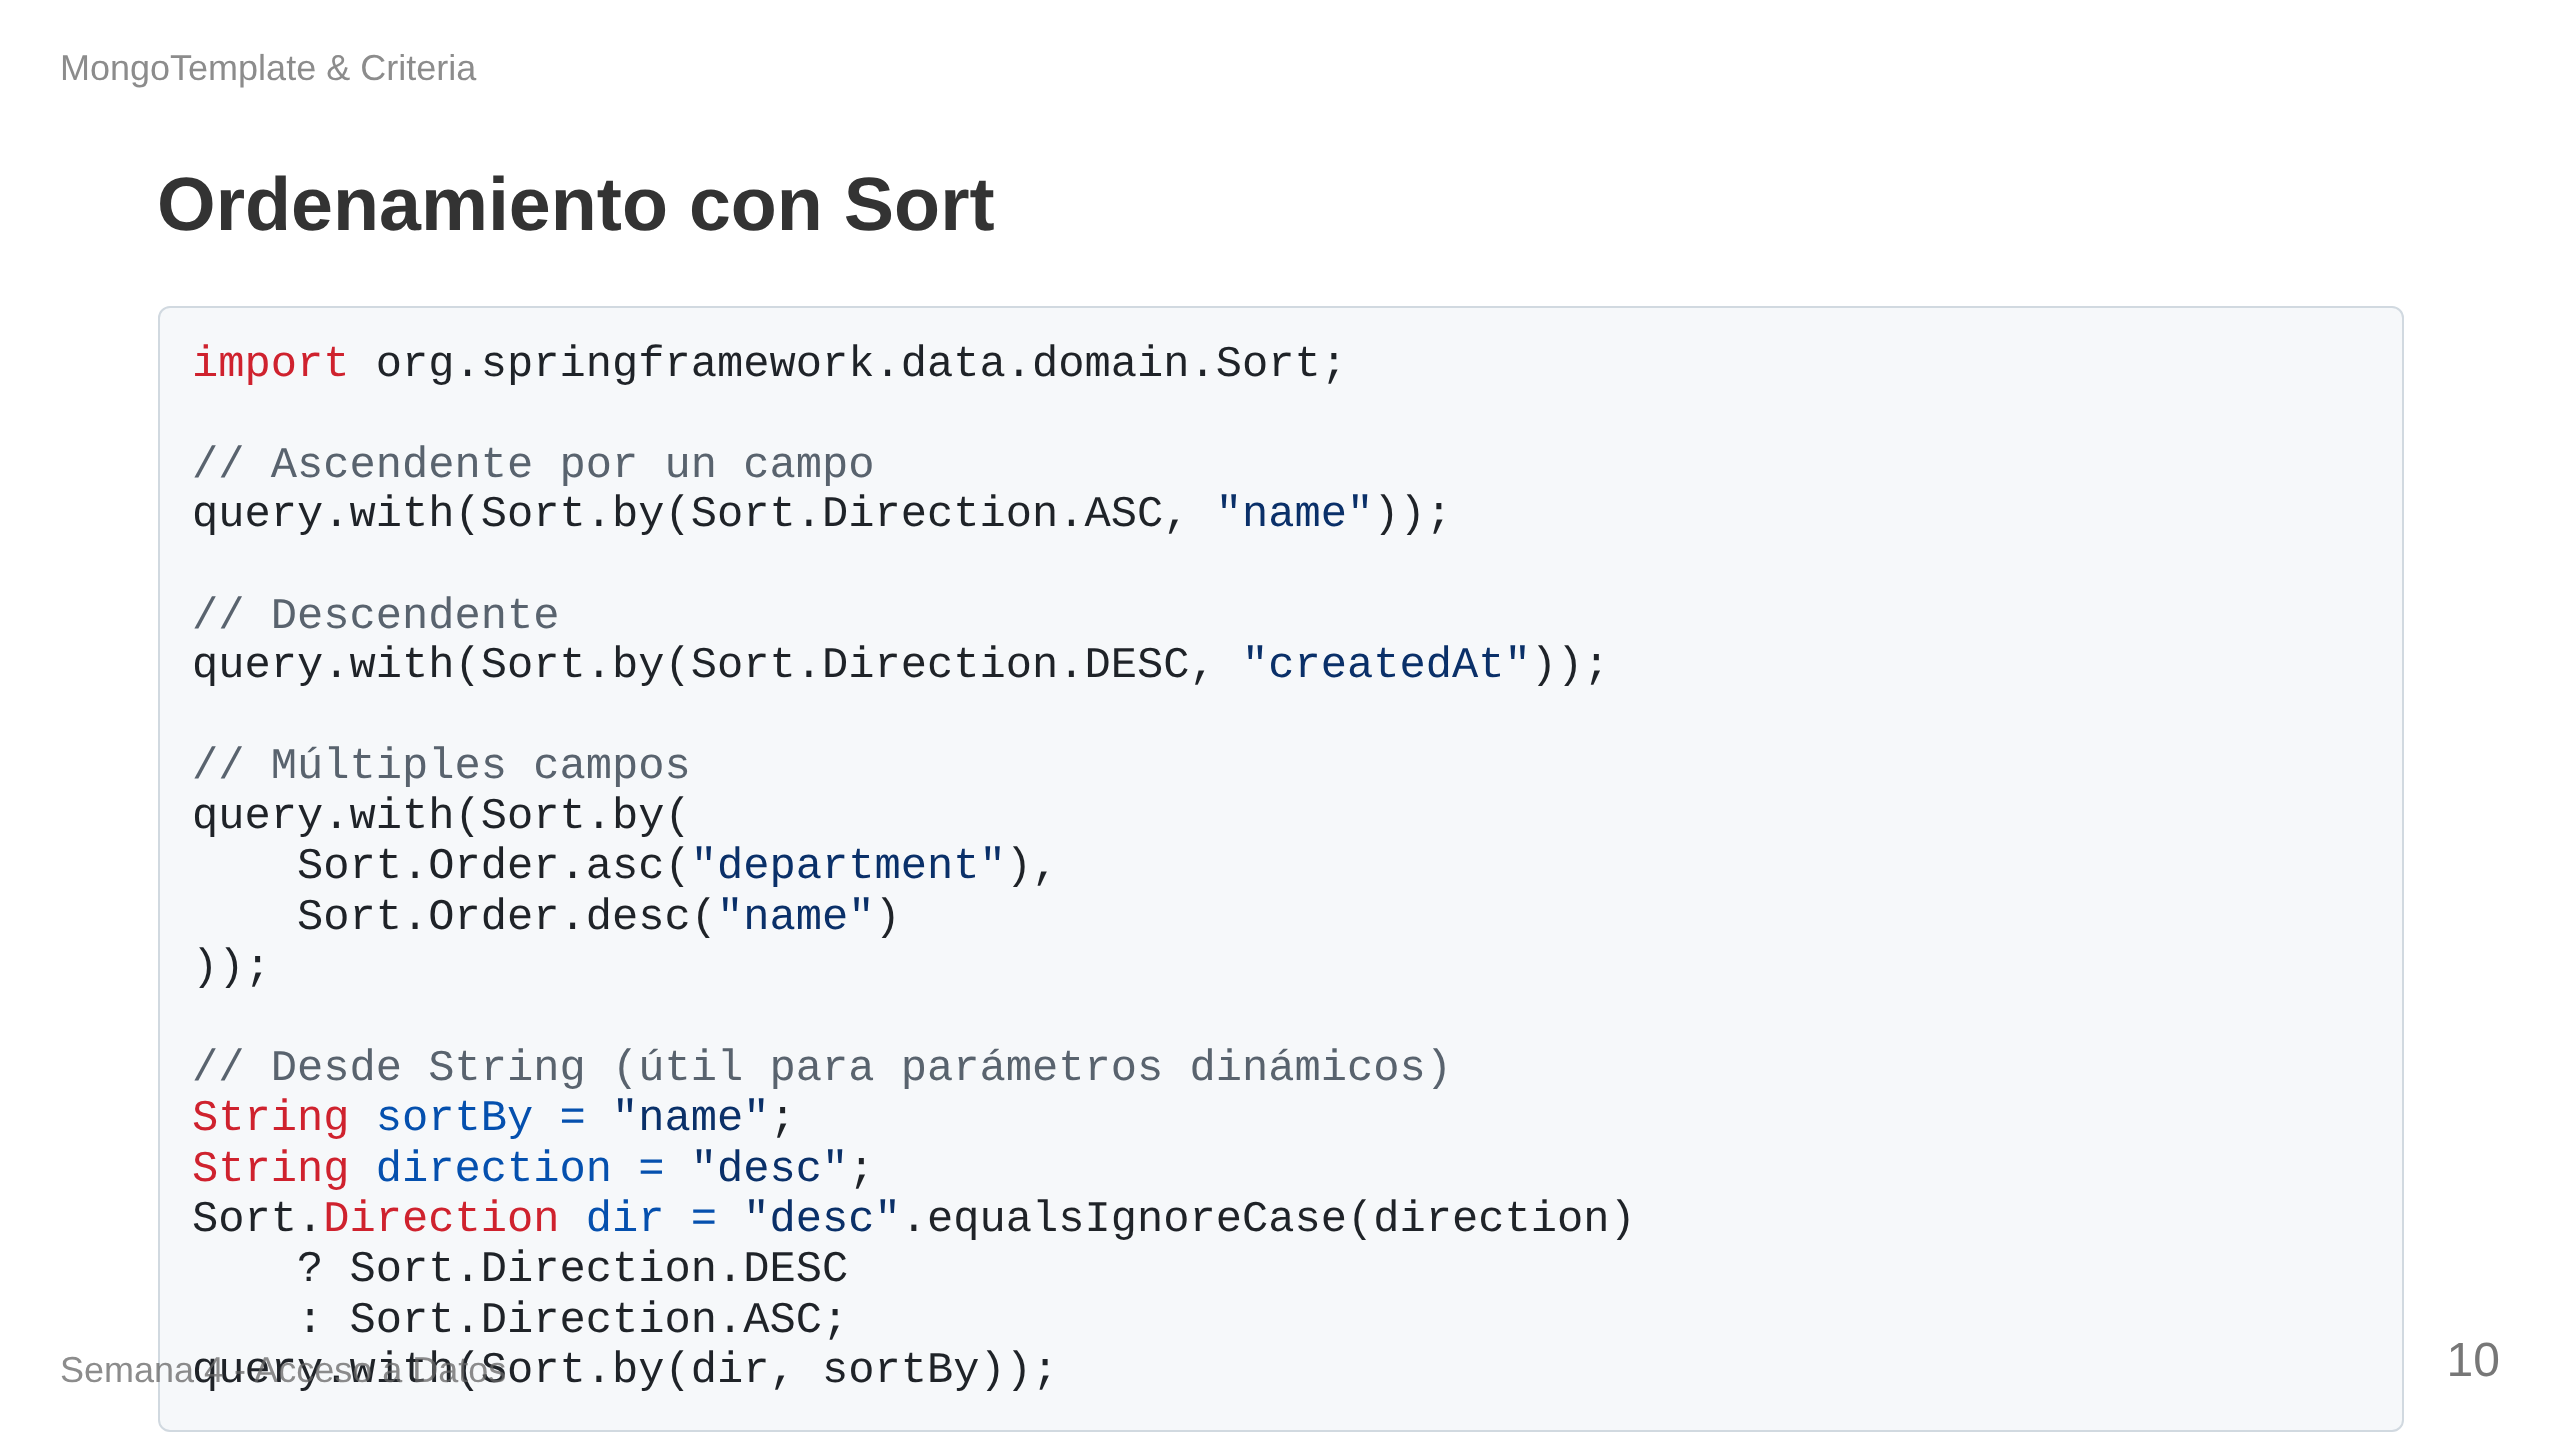 MongoTemplate & Criteria
Ordenamiento con Sort
import org.springframework.data.domain.Sort;
// Ascendente por un campo
query.with(Sort.by(Sort.Direction.ASC, "name"));
// Descendente
query.with(Sort.by(Sort.Direction.DESC, "createdAt"));
// Múltiples campos
query.with(Sort.by(
    Sort.Order.asc("department"),
    Sort.Order.desc("name")
));
// Desde String (útil para parámetros dinámicos)
String sortBy = "name";
String direction = "desc";
Sort.Direction dir = "desc".equalsIgnoreCase(direction)
    ? Sort.Direction.DESC
    : Sort.Direction.ASC;
query.with(Sort.by(dir, sortBy));
Semana 4 - Acceso a Datos
10